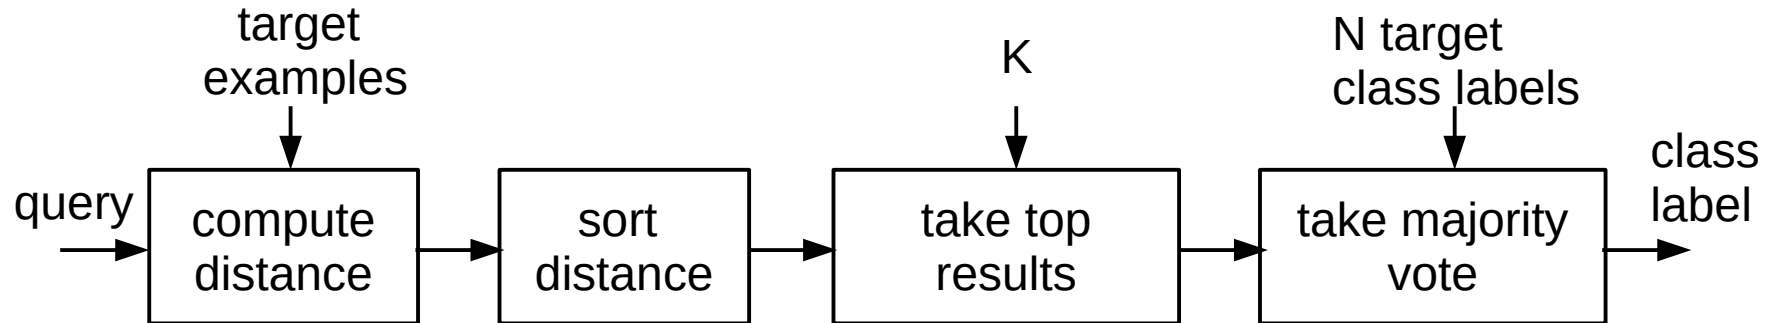 target
examples
K
N target
class labels
query
compute
distance
sort
distance
take top
results
take majority
vote
class
label